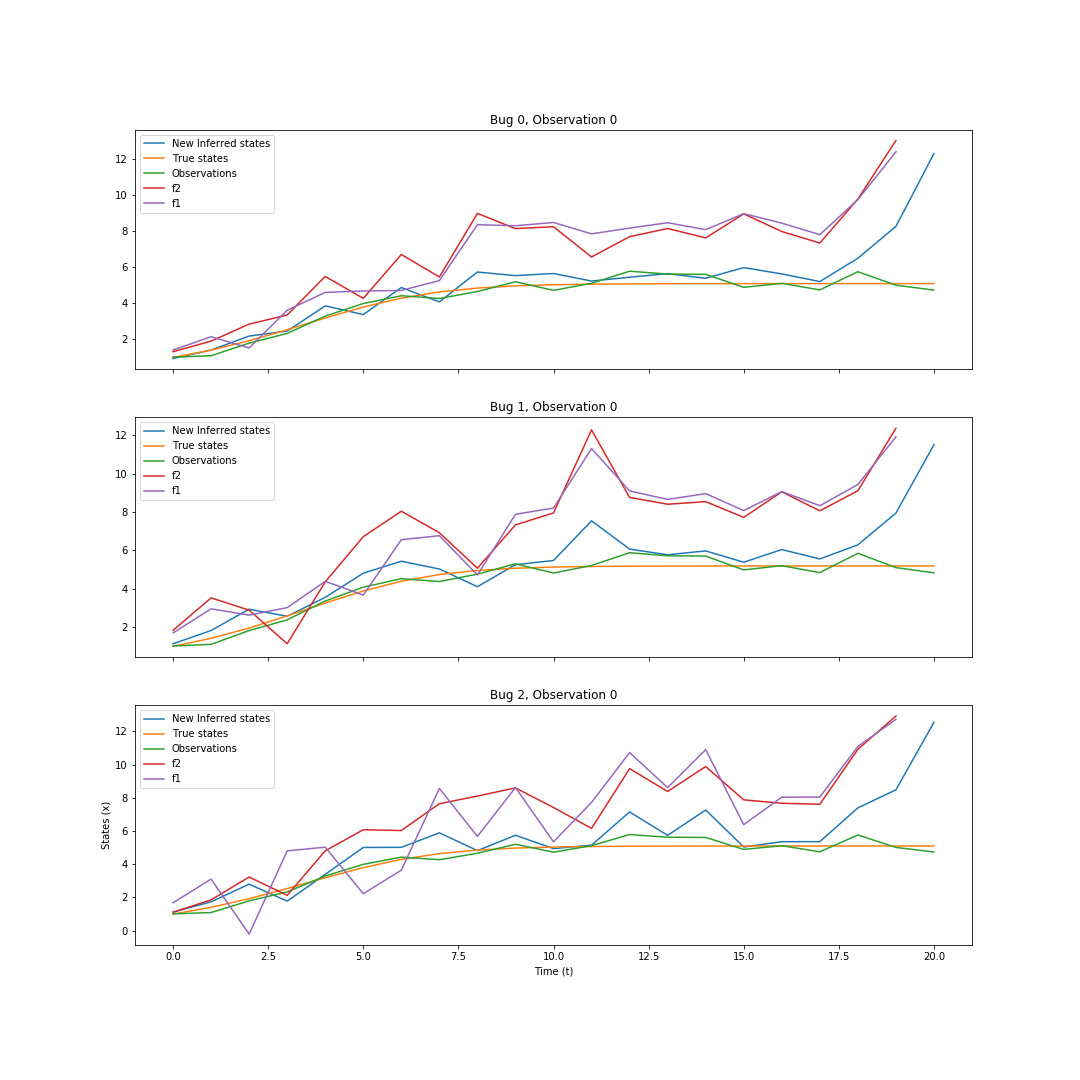 Bug 0, Observation 0
New Inferred states
True states
Observations
f2
f1
12
10
8
6
4
2
Bug 1, Observation 0
New Inferred states
True states
Observations
f2
f1
12
10
8
6
4
2
Bug 2, Observation 0
New Inferred states
True states
Observations
f2
f1
12
10
8
6
4
2
0
States (x)
0.0 2.5 5.0 7.5 10.0 12.5 15.0 17.5 20.0
Time (t)